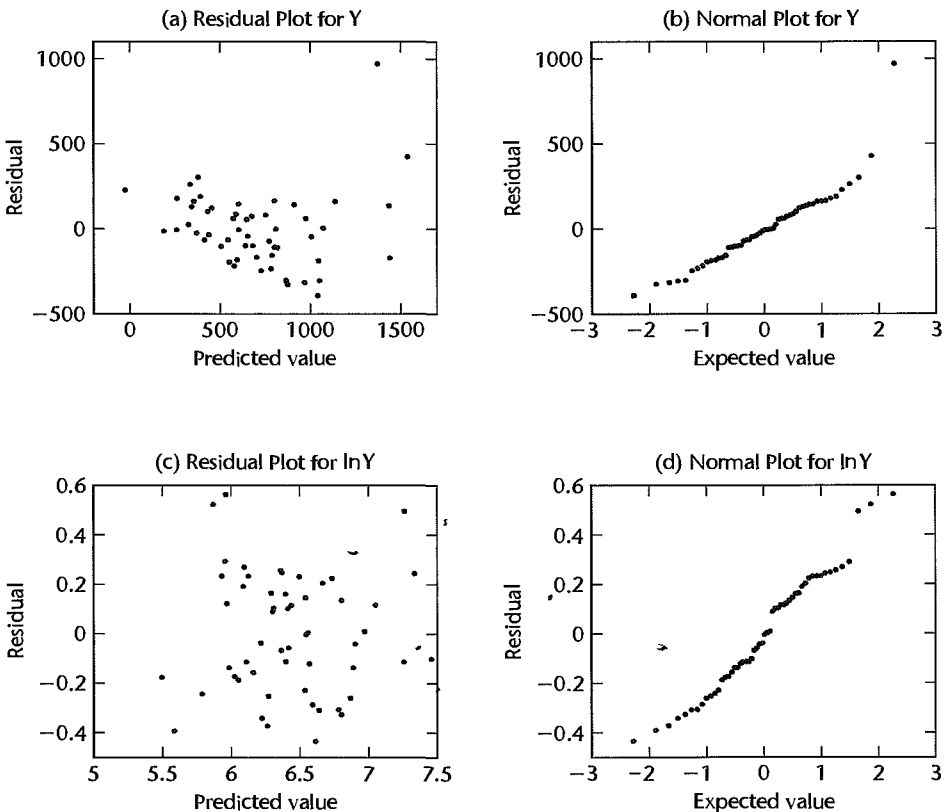 (a) Residual Plot for Y
1000
500
0
−500
Residual
0 500 1000 1500
Predicted value
(b) Normal Plot for Y
1000
500
0
−500
Residual
−3 −2 −1 0 1 2 3
Expected value
(c) Residual Plot for lnY
0.6
0.4
0.2
0
−0.2
−0.4
Residual
5 5.5 6 6.5 7 7.5
Predicted value
(d) Normal Plot for lnY
0.6
0.4
0.2
0
−0.2
−0.4
Residual
−3 −2 −1 0 1 2 3
Expected value